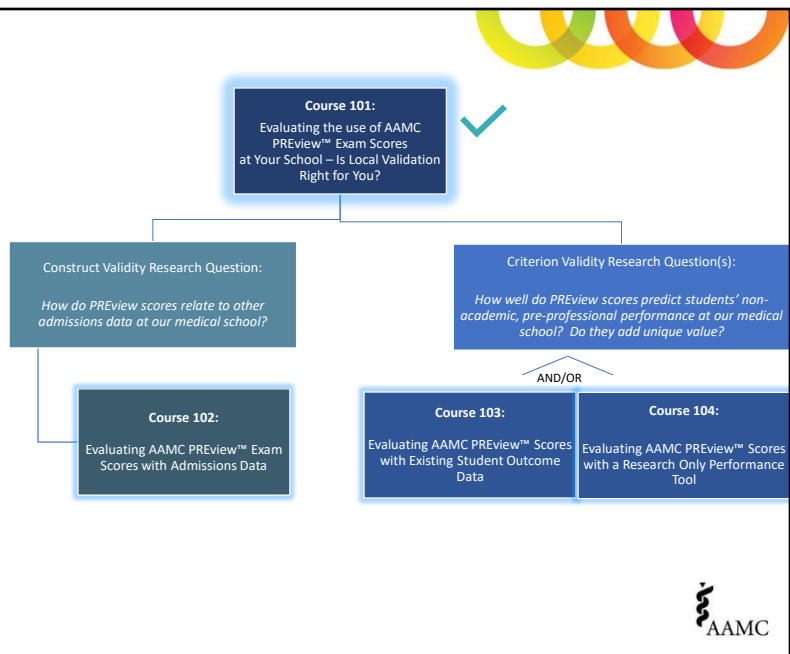 Course 101:
Evaluating the use of AAMC
PREview™ Exam Scores
at Your School – Is Local Validation
Right for You?
Construct Validity Research Question:
How do PREview scores relate to other
admissions data at our medical school?
Criterion Validity Research Question(s):
How well do PREview scores predict students’ non-
academic, pre-professional performance at our medical
school? Do they add unique value?
AND/OR
Course 102:
Evaluating AAMC PREview™ Exam
Scores with Admissions Data
Course 103:
Evaluating AAMC PREview™ Scores
with Existing Student Outcome
Data
Course 104:
Evaluating AAMC PREview™ Scores
with a Research Only Performance
Tool
AAMC